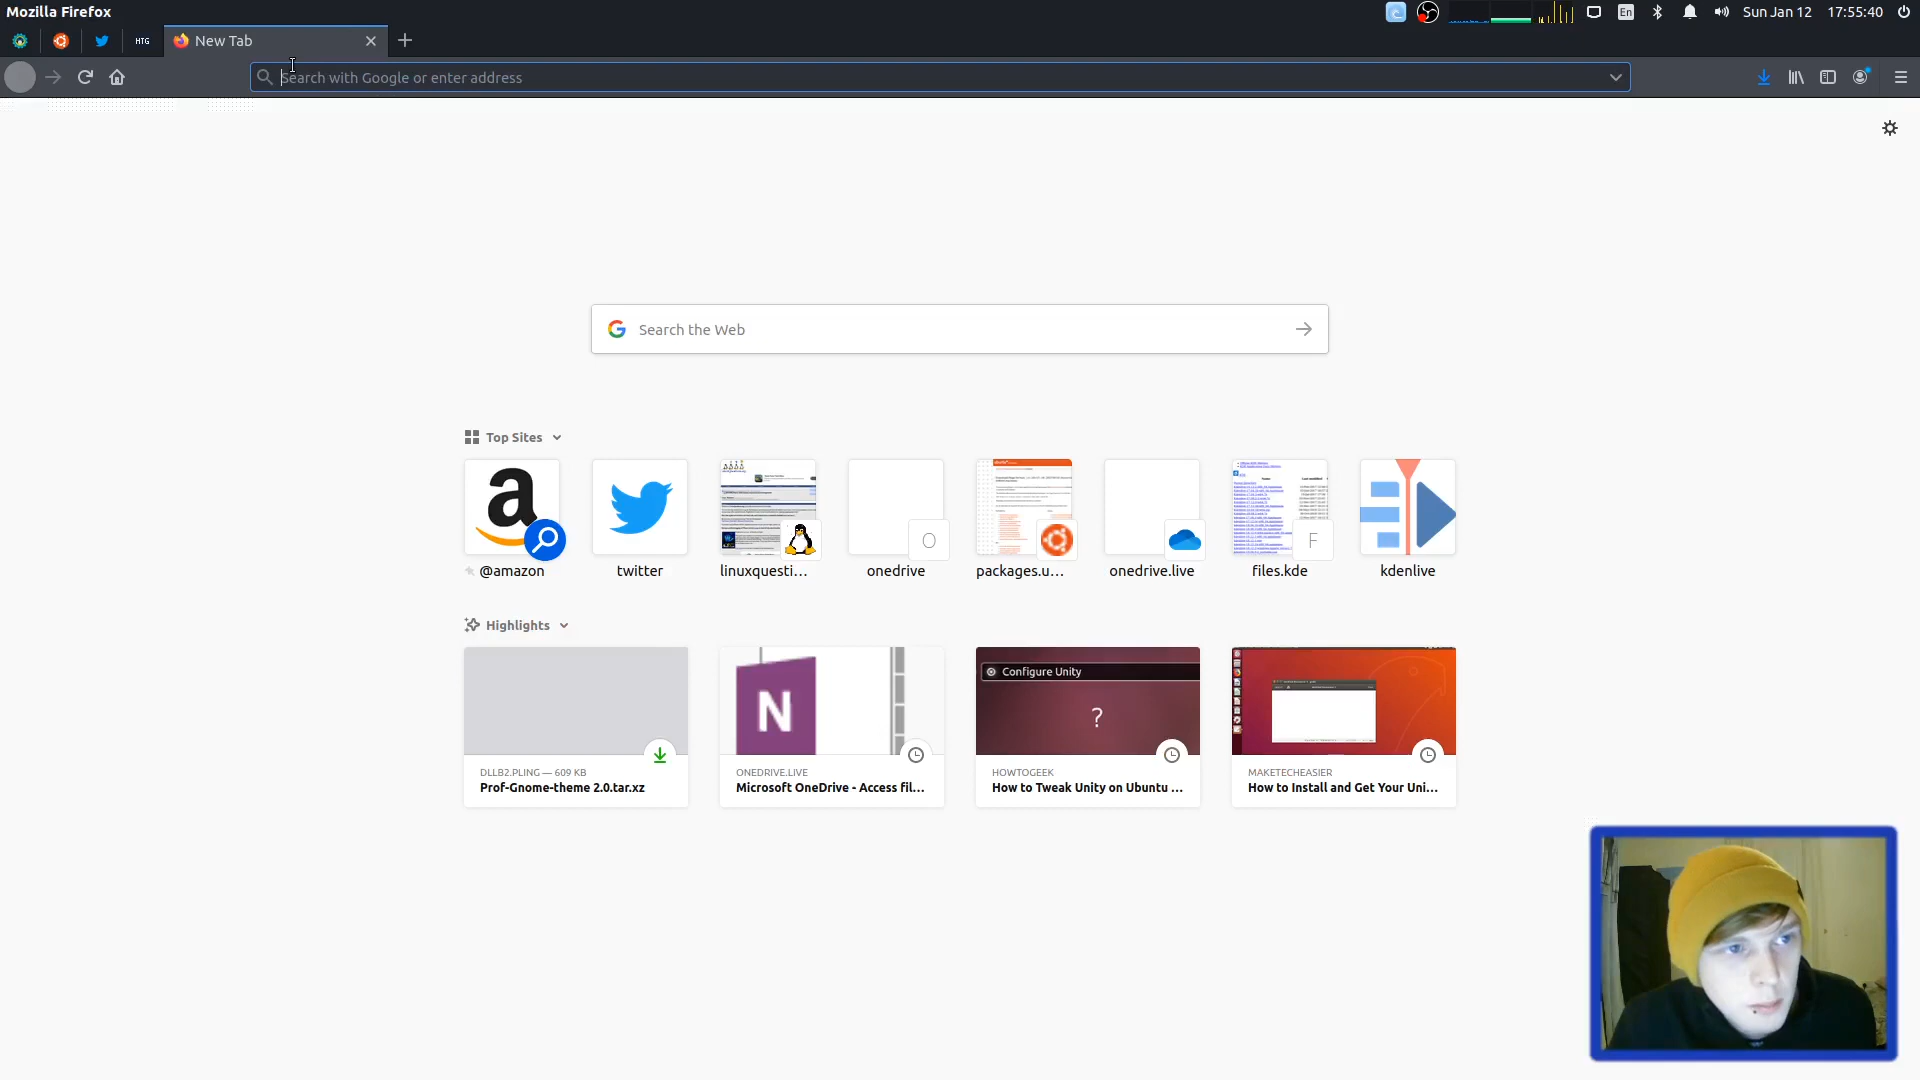 Mozilla Firefox
En
Sun Jan 12 17:55:40
HTG
New Tab
Search with Google or enter address
Search the Web
Top Sites
@amazon
twitter
linuxquesti...
onedrive
packages.u...
onedrive.live
files.kde
kdenlive
O
F
Highlights
Configure Unity
?
N
DLLB2.PLING — 609 KB
Prof-Gnome-theme 2.0.tar.xz
ONEDRIVE.LIVE
Microsoft OneDrive - Access fil...
HOWTOGEEK
How to Tweak Unity on Ubuntu ...
MAKETECHEASIER
How to Install and Get Your Uni...